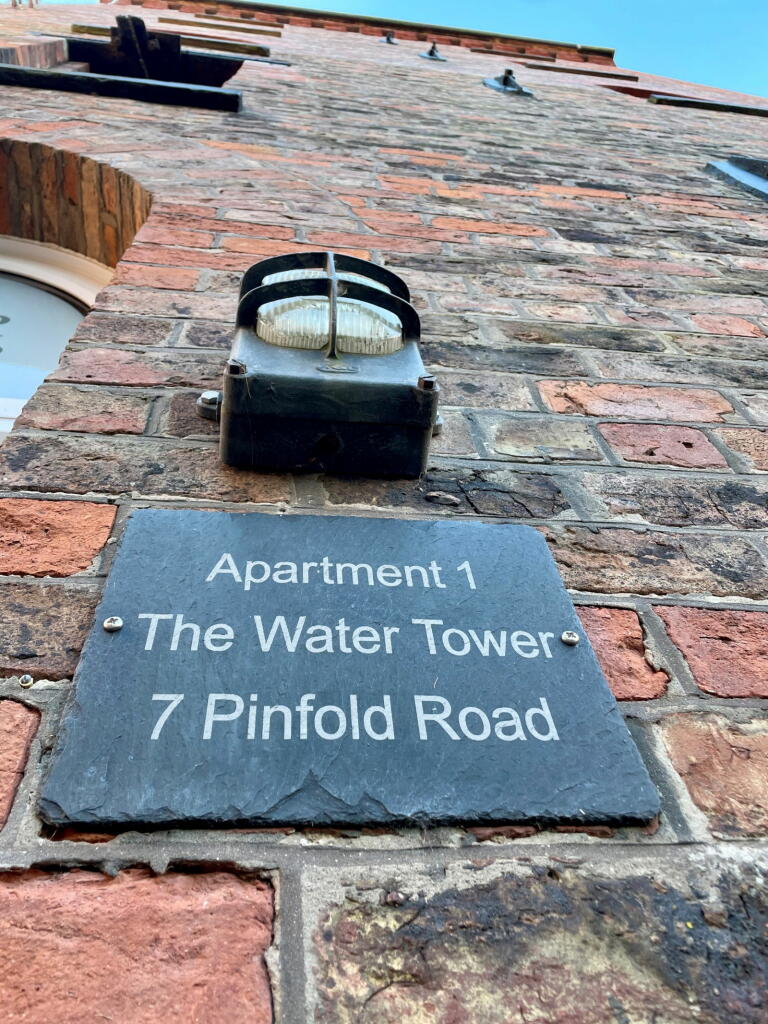 Apartment 1
The Water Tower
7 Pinfold Road